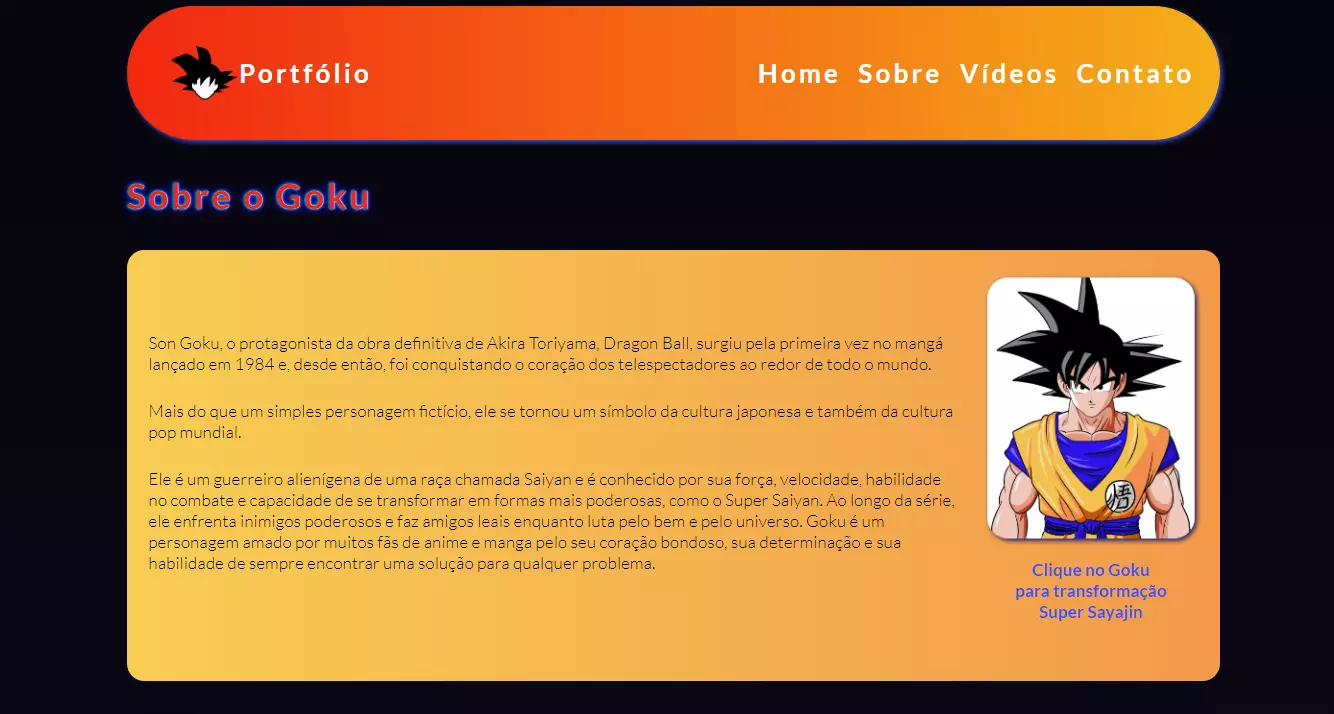 Portfólio
Home Sobre Vídeos Contato
Sobre o Goku
Son Goku, o protagonista da obra definitiva de Akira Toriyama, Dragon Ball, surgiu pela primeira vez no mangá
lançado em 1984 e, desde então, foi conquistando o coração dos telespectadores ao redor de todo o mundo.
Mais do que um simples personagem fictício, ele se tornou um símbolo da cultura japonesa e também da cultura
pop mundial.
Ele é um guerreiro alienígena de uma raça chamada Saiyan e é conhecido por sua força, velocidade, habilidade
no combate e capacidade de se transformar em formas mais poderosas, como o Super Saiyan. Ao longo da série,
ele enfrenta inimigos poderosos e faz amigos leais enquanto luta pelo bem e pelo universo. Goku é um
personagem amado por muitos fãs de anime e manga pelo seu coração bondoso, sua determinação e sua
habilidade de sempre encontrar uma solução para qualquer problema.
悟
Clique no Goku
para transformação
Super Sayajin